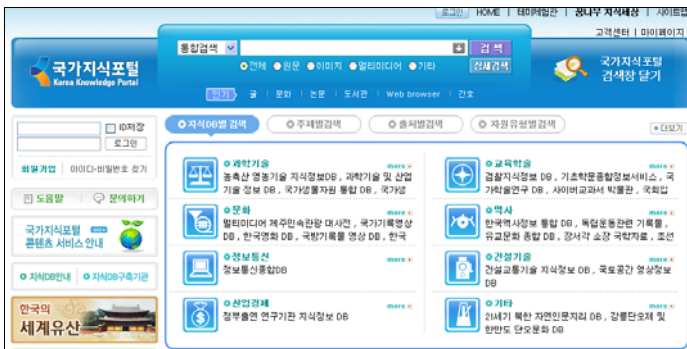 로그인 HOME | 테마체험관 | 꿈나무 지식세상 | 사이트맵
고객센터 | 마이페이지
국가지식포털
Korea Knowledge Portal
통합검색 검 색
전체 원문 이미지 멀티미디어 기타 상세검색
인기 귤 | 문화 | 논문 | 도서관 | Web browser | 간호
국가지식포털
검색창 달기
ID저장
로그인
회원가입 | 아이디·비밀번호 찾기
도움말 | 문의하기
국가지식포털
콘텐츠 서비스 안내
지식DB안내 지식DB구축기관
한국의
세계유산
지식DB별 검색 주제별검색 출처별검색 자원유형별검색
더보기
과학기술 more
농축산 영농기술 지식정보DB , 과학기술 및 산업
기술 정보 DB , 국가생물자원 통합 DB , 국가생
문화 more
멀티미디어 제주민속관광 대사전 , 국가기록영상
DB , 한국영화 DB , 국방기록물 영상 DB , 한국
정보통신 more
정보통신종합DB
산업경제 more
정부출연 연구기관 지식정보 DB
교육학술 more
검찰지식정보 DB , 기초학문종합정보서비스 , 국
가학술연구 DB , 사이버교과서 박물관 , 국회입
역사 more
한국역사정보 통합 DB , 독립운동관련 기록물 ,
유교문화 종합 DB , 장서각 소장 국학자료 , 조선
건설기술 more
건설교통기술 지식정보 DB , 국토공간 영상정보
DB
기타 more
21세기 북한 자연인문지리 DB , 강릉단오제 및
한반도 단오문화 DB